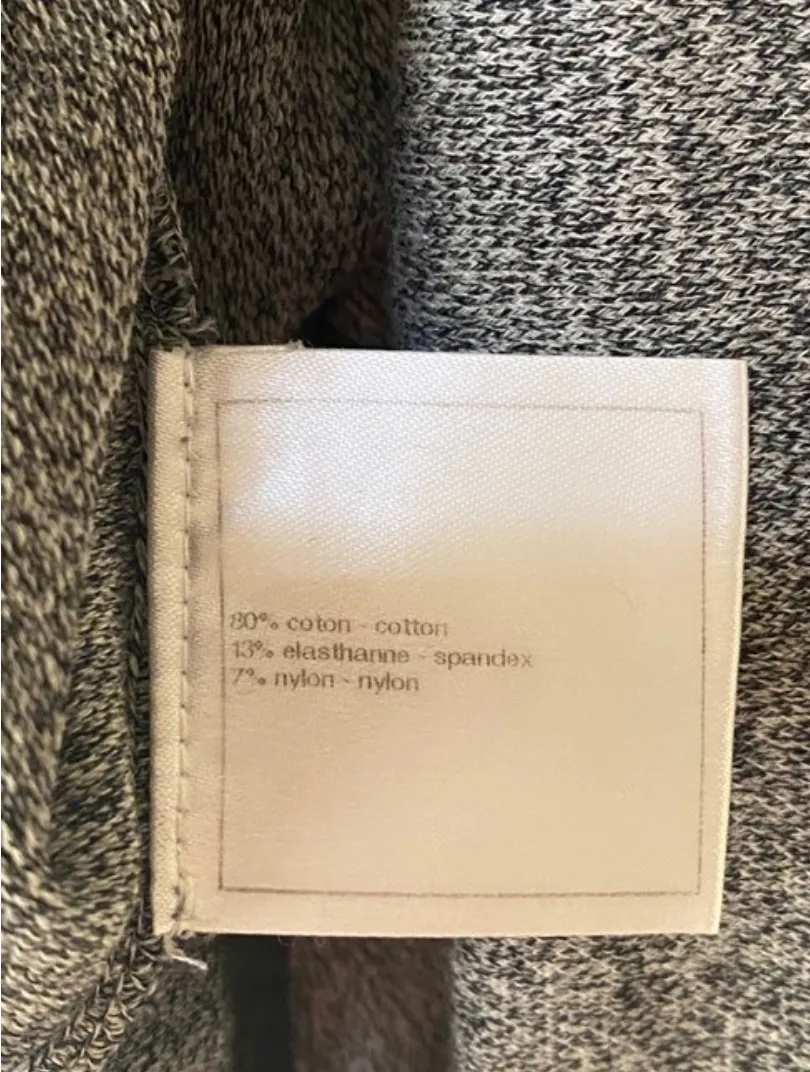 80% coton - cotton
13% elasthanne - spandex
7% nylon - nylon